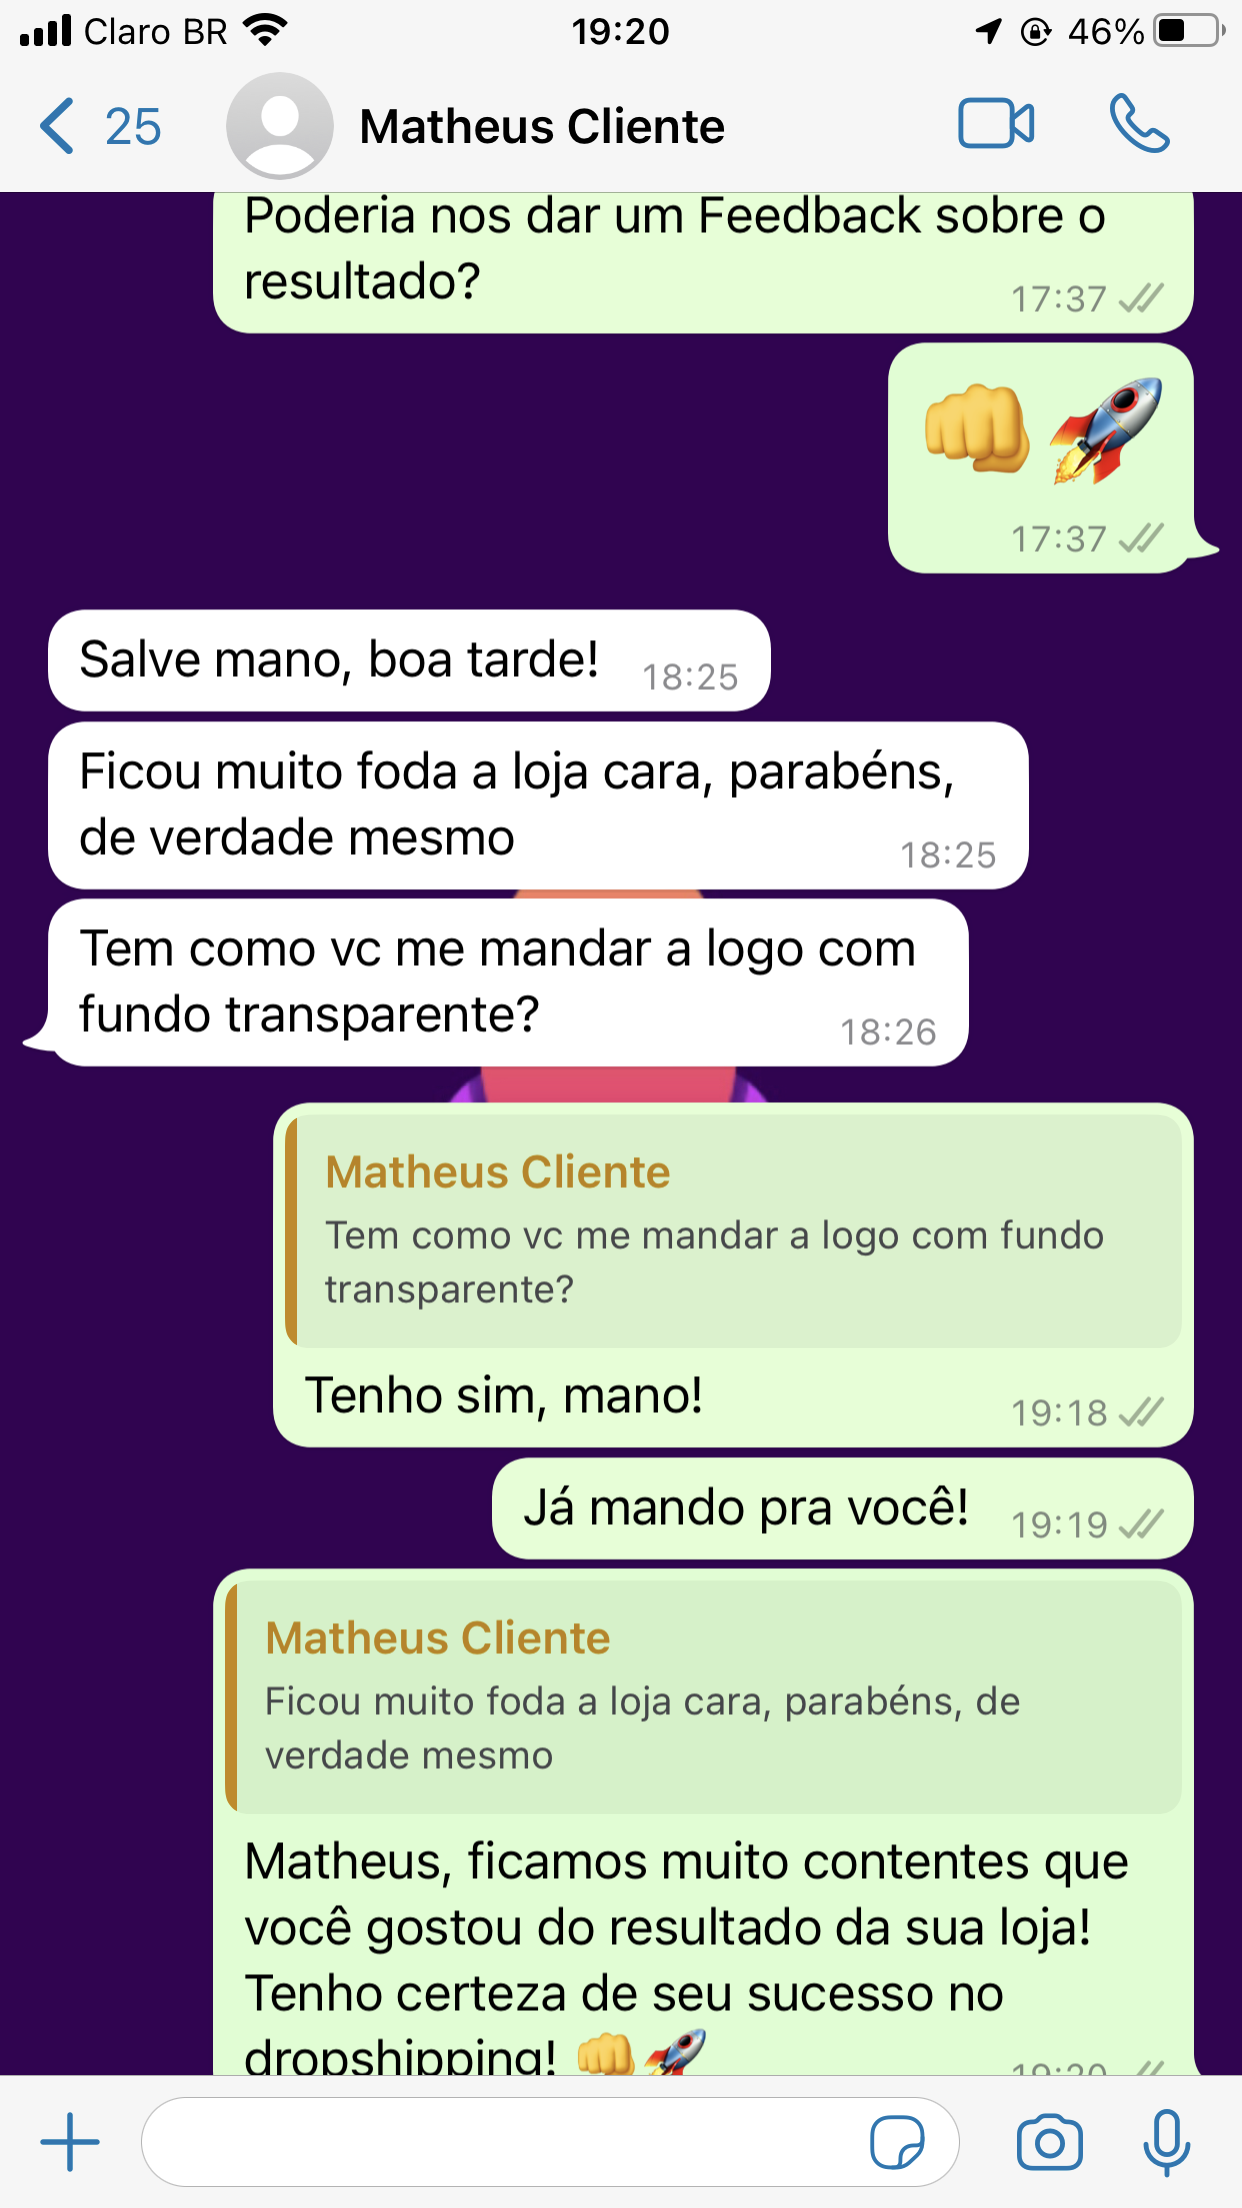 Claro BR
19:20
46%
25
Matheus Cliente
Poderia nos dar um Feedback sobre o
resultado?
17:37
👊🚀
17:37
Salve mano, boa tarde!
18:25
Ficou muito foda a loja cara, parabéns,
de verdade mesmo
18:25
Tem como vc me mandar a logo com
fundo transparente?
18:26
Matheus Cliente
Tem como vc me mandar a logo com fundo
transparente?
Tenho sim, mano!
19:18
Já mando pra você!
19:19
Matheus Cliente
Ficou muito foda a loja cara, parabéns, de
verdade mesmo
Matheus, ficamos muito contentes que
você gostou do resultado da sua loja!
Tenho certeza de seu sucesso no
dropshipping! 👊🚀
19:20